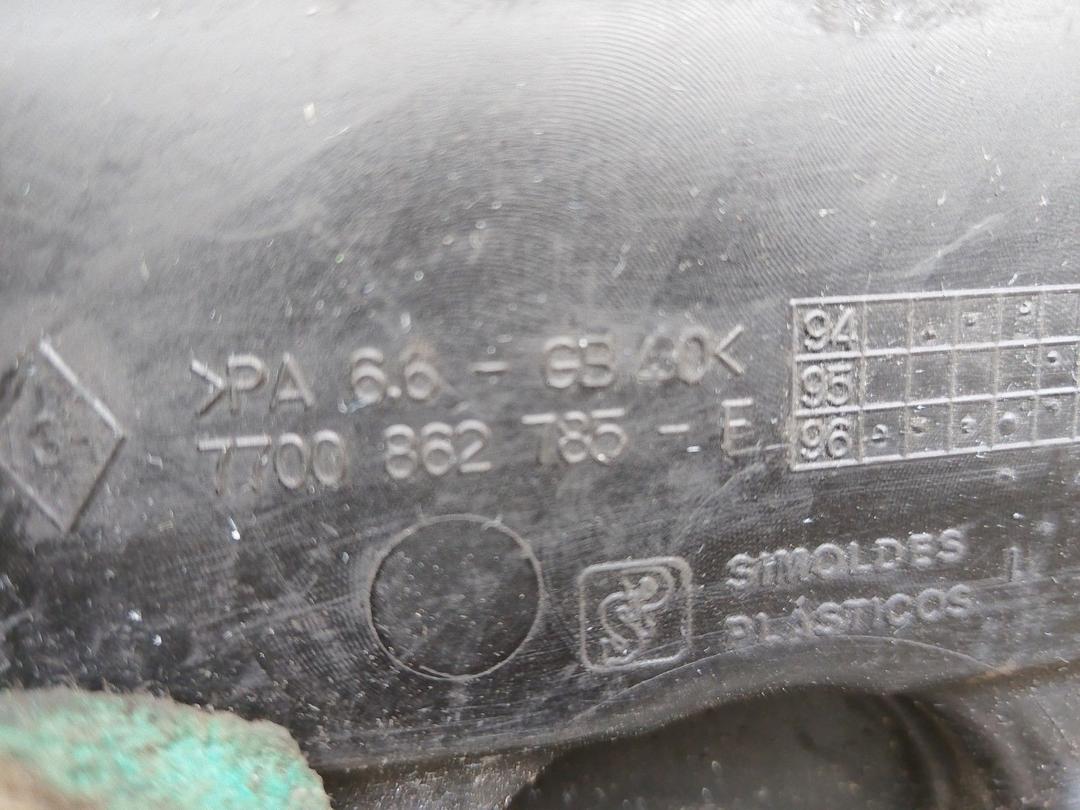 >PA 6.6 - GB 40<
7700 862 785 - E
94
95
96
SIMOLDES
PLÁSTICOS